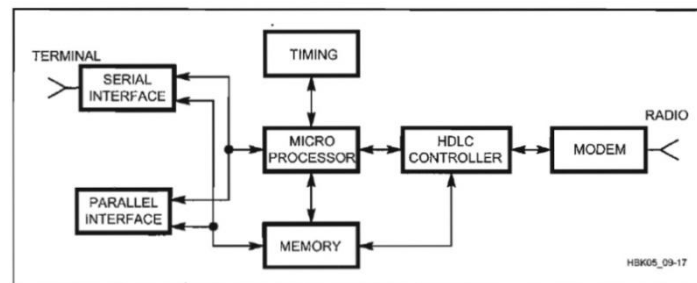 TERMINAL
SERIAL
INTERFACE
TIMING
MICRO
PROCESSOR
HDLC
CONTROLLER
MODEM
RADIO
PARALLEL
INTERFACE
MEMORY
HBK05_09-17